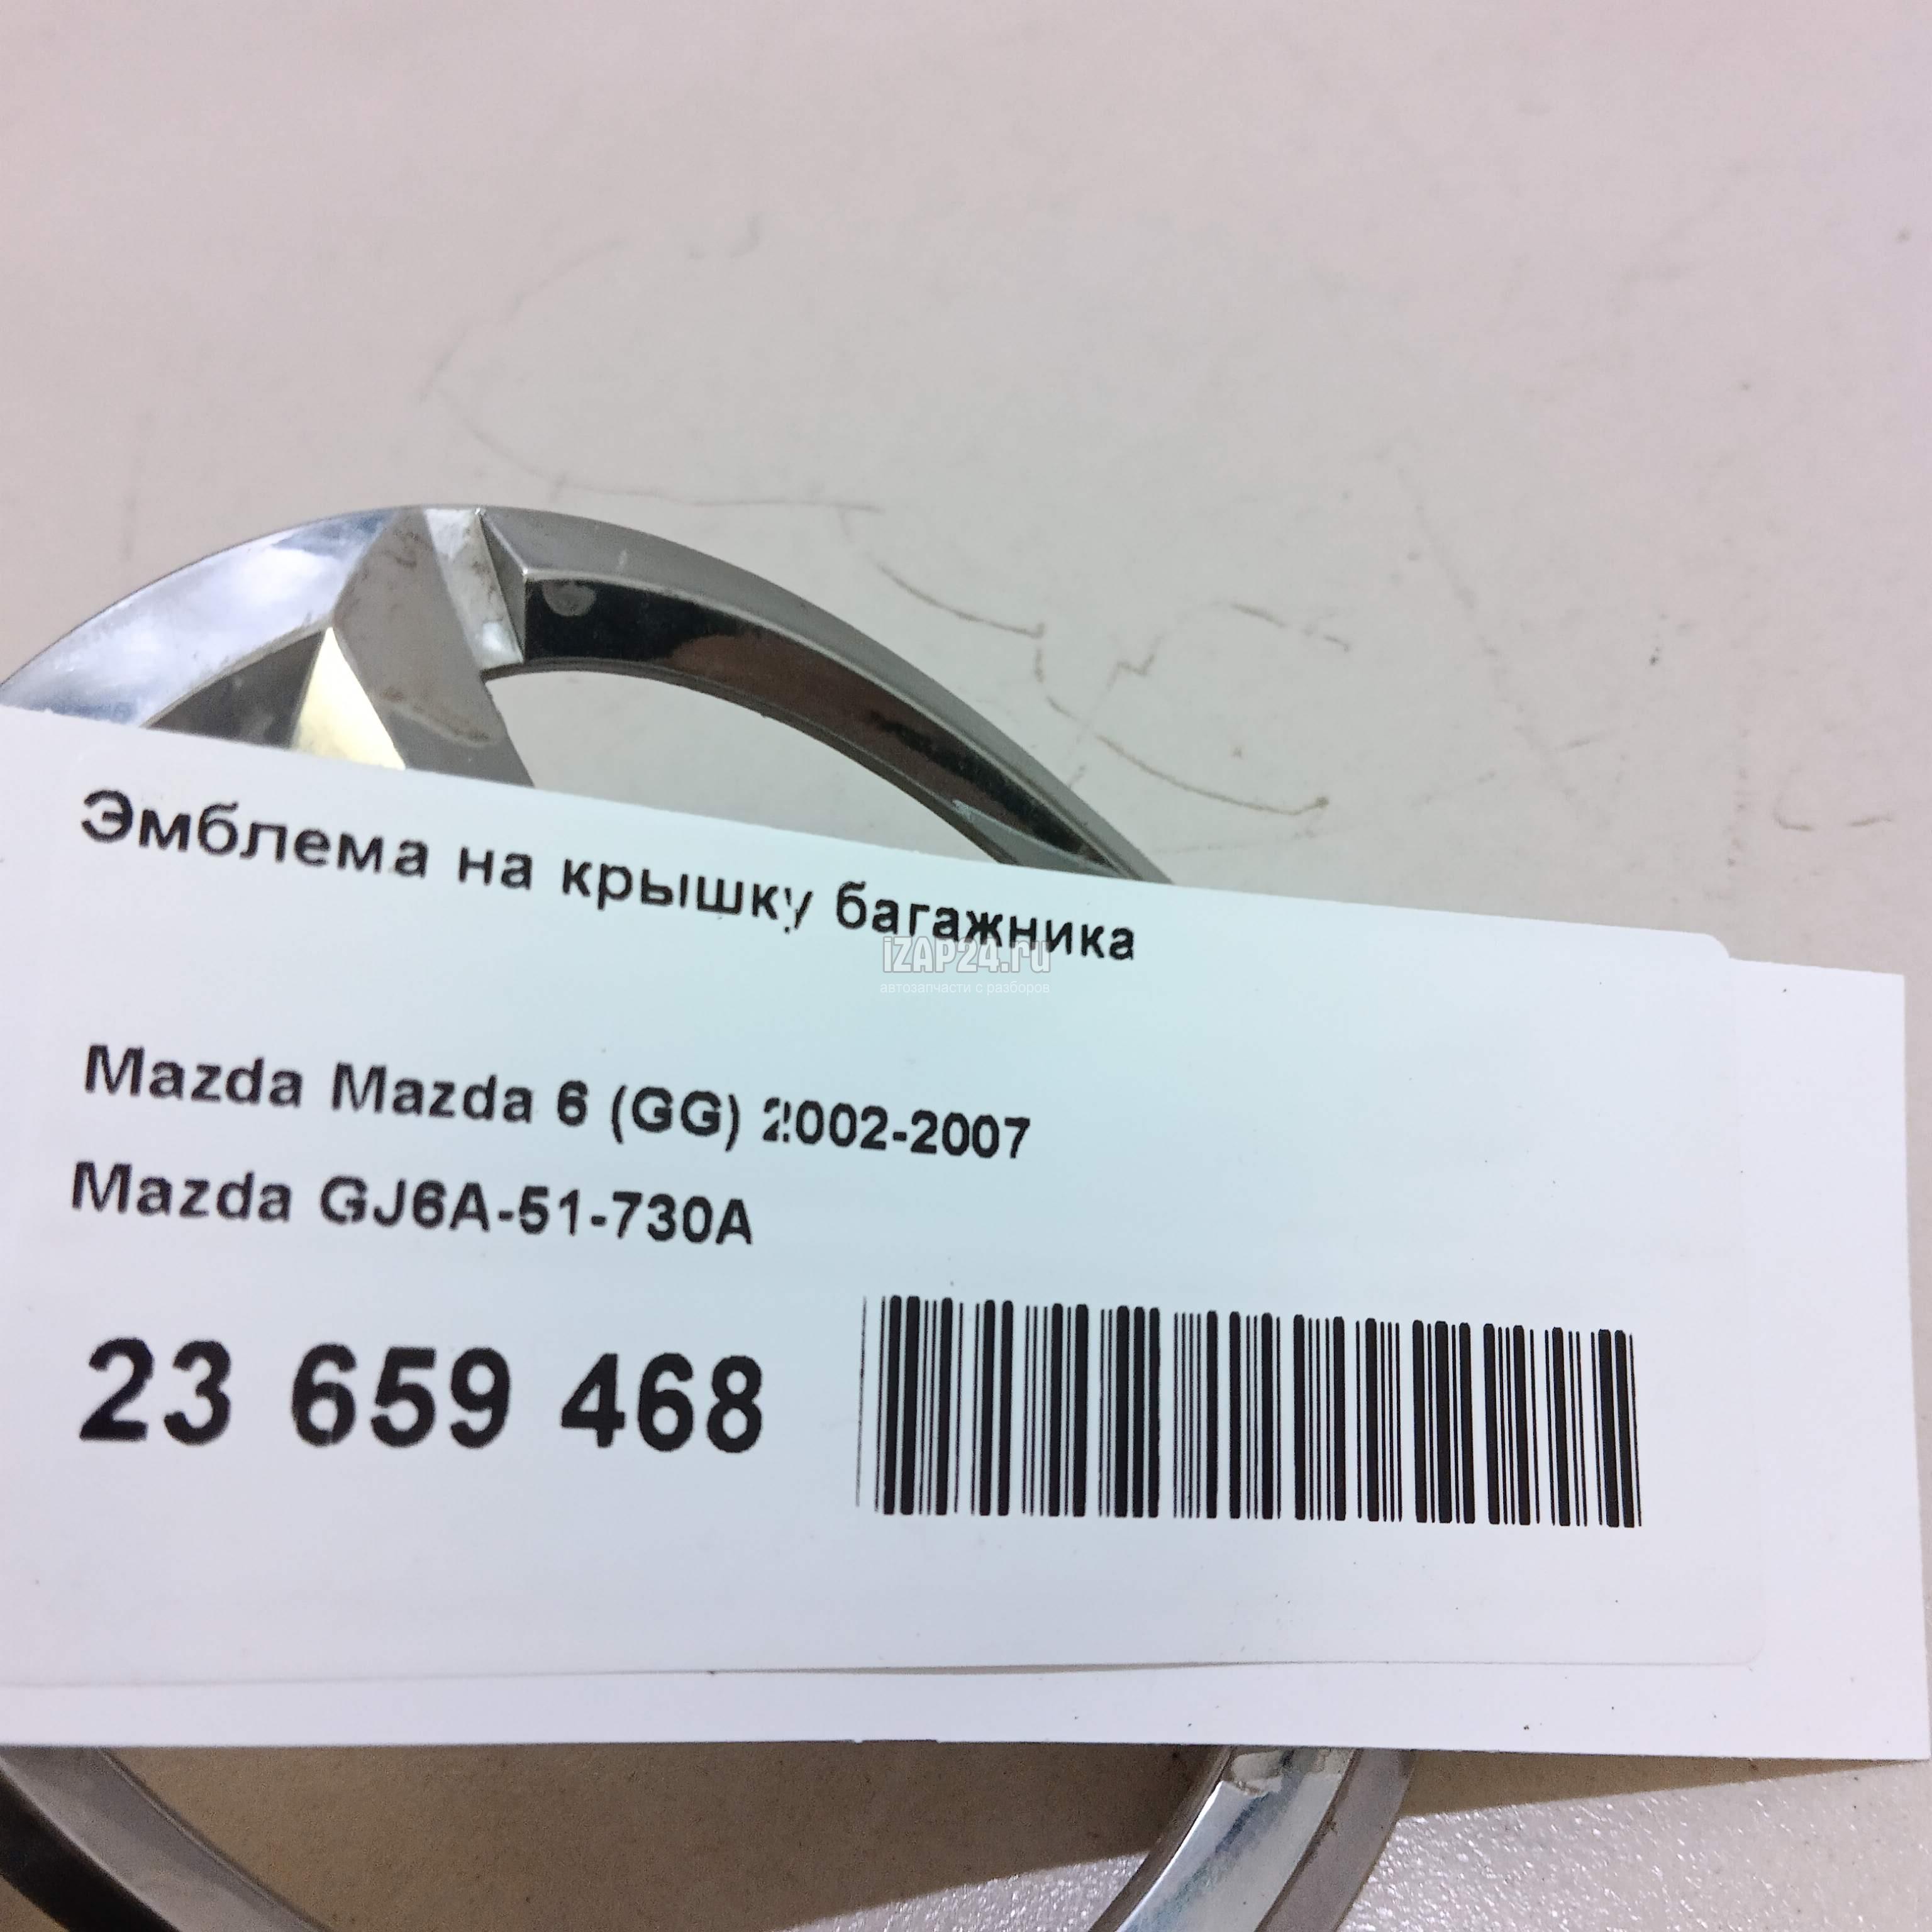 Эмблема на крышку багажника
iZAP24.ru
автозапчасти с разборов
Mazda Mazda 6 (GG) 2002-2007
Mazda GJ6A-51-730A
23 659 468